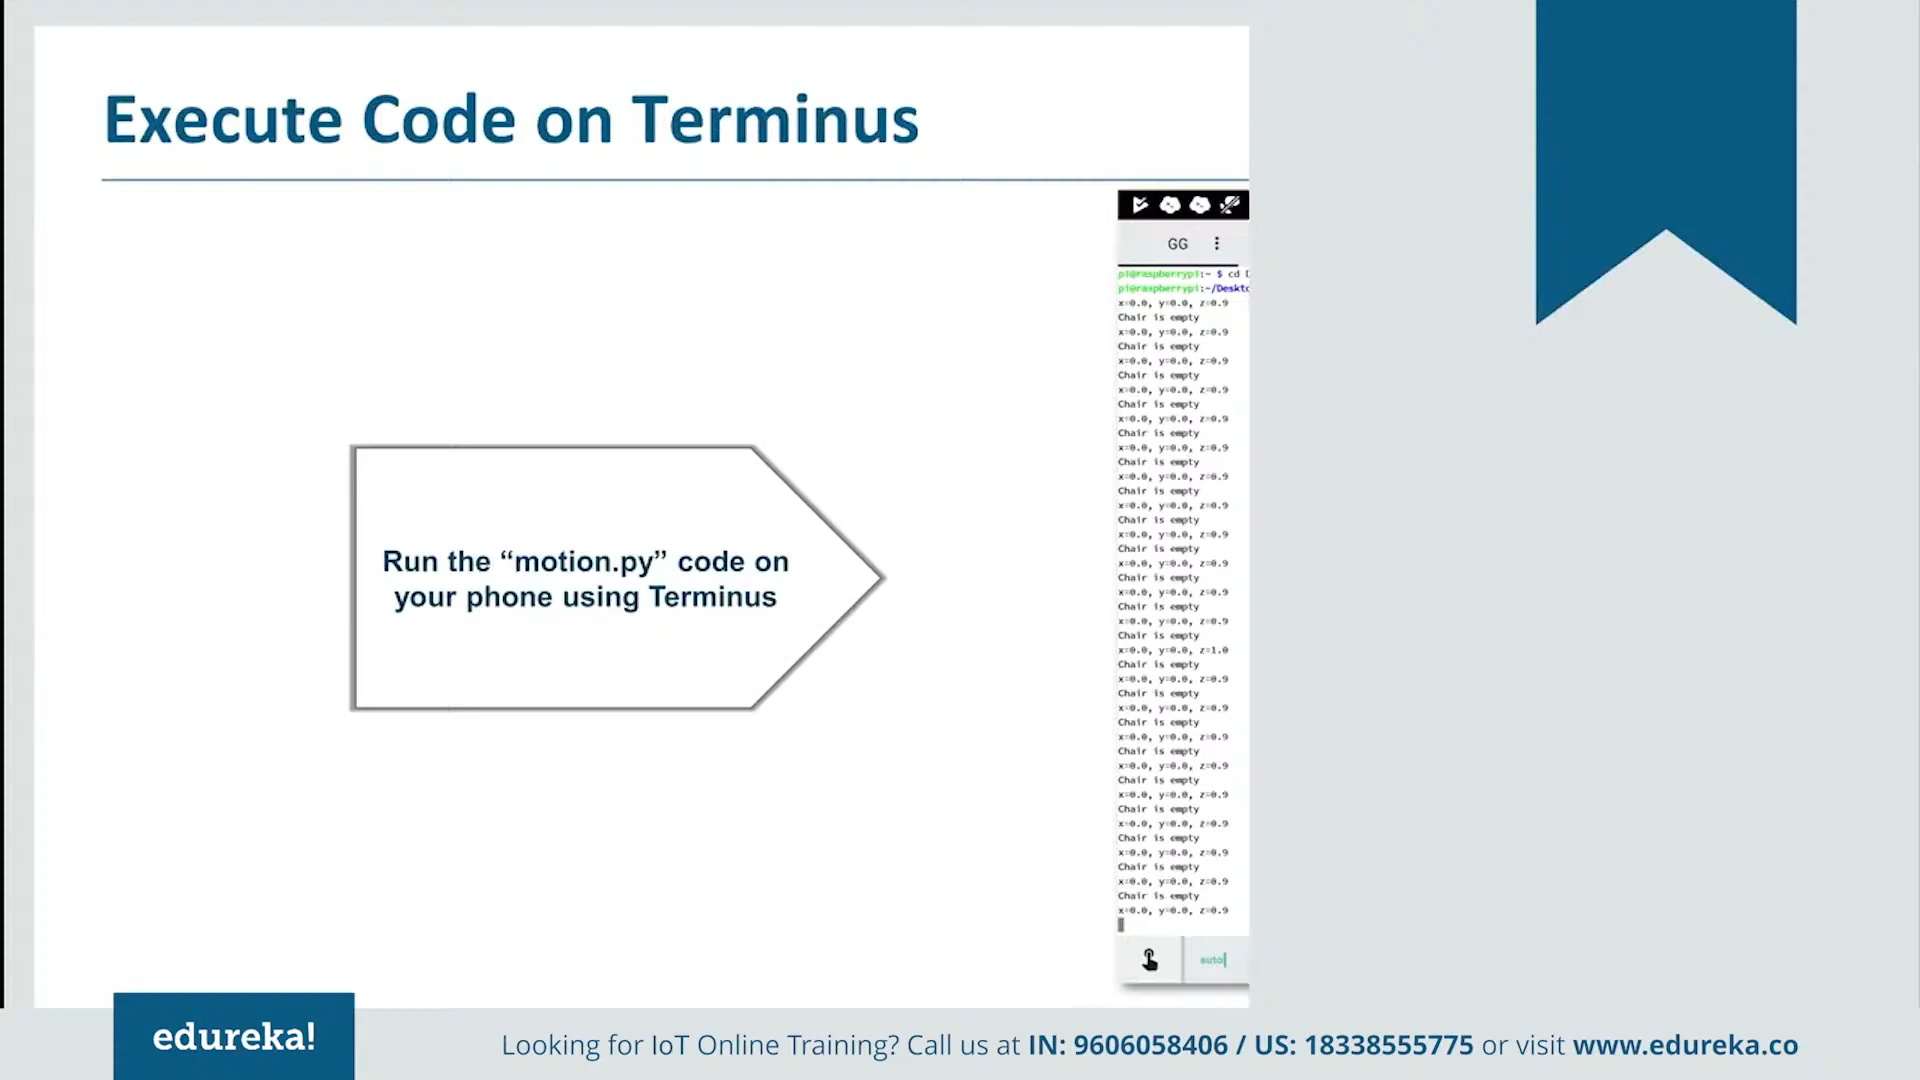 Execute Code on Terminus
GG
pi@raspberrypi:~ $ cd D
pi@raspberrypi:~/Deskto
x=0.0, y=0.0, z=0.9
Chair is empty
x=0.0, y=0.0, z=0.9
Chair is empty
x=0.0, y=0.0, z=0.9
Chair is empty
x=0.0, y=0.0, z=0.9
Chair is empty
x=0.0, y=0.0, z=0.9
Chair is empty
x=0.0, y=0.0, z=0.9
Chair is empty
x=0.0, y=0.0, z=0.9
Chair is empty
x=0.0, y=0.0, z=0.9
Chair is empty
x=0.0, y=0.0, z=0.9
Chair is empty
x=0.0, y=0.0, z=0.9
Chair is empty
x=0.0, y=0.0, z=0.9
Chair is empty
x=0.0, y=0.0, z=0.9
Chair is empty
x=0.0, y=0.0, z=1.0
Chair is empty
x=0.0, y=0.0, z=0.9
Chair is empty
x=0.0, y=0.0, z=0.9
Chair is empty
x=0.0, y=0.0, z=0.9
Chair is empty
x=0.0, y=0.0, z=0.9
Chair is empty
x=0.0, y=0.0, z=0.9
Chair is empty
x=0.0, y=0.0, z=0.9
Chair is empty
x=0.0, y=0.0, z=0.9
Chair is empty
x=0.0, y=0.0, z=0.9
Chair is empty
x=0.0, y=0.0, z=0.9
auto
Run the “motion.py” code on
your phone using Terminus
edureka!
Looking for IoT Online Training? Call us at IN: 9606058406 / US: 18338555775 or visit www.edureka.co